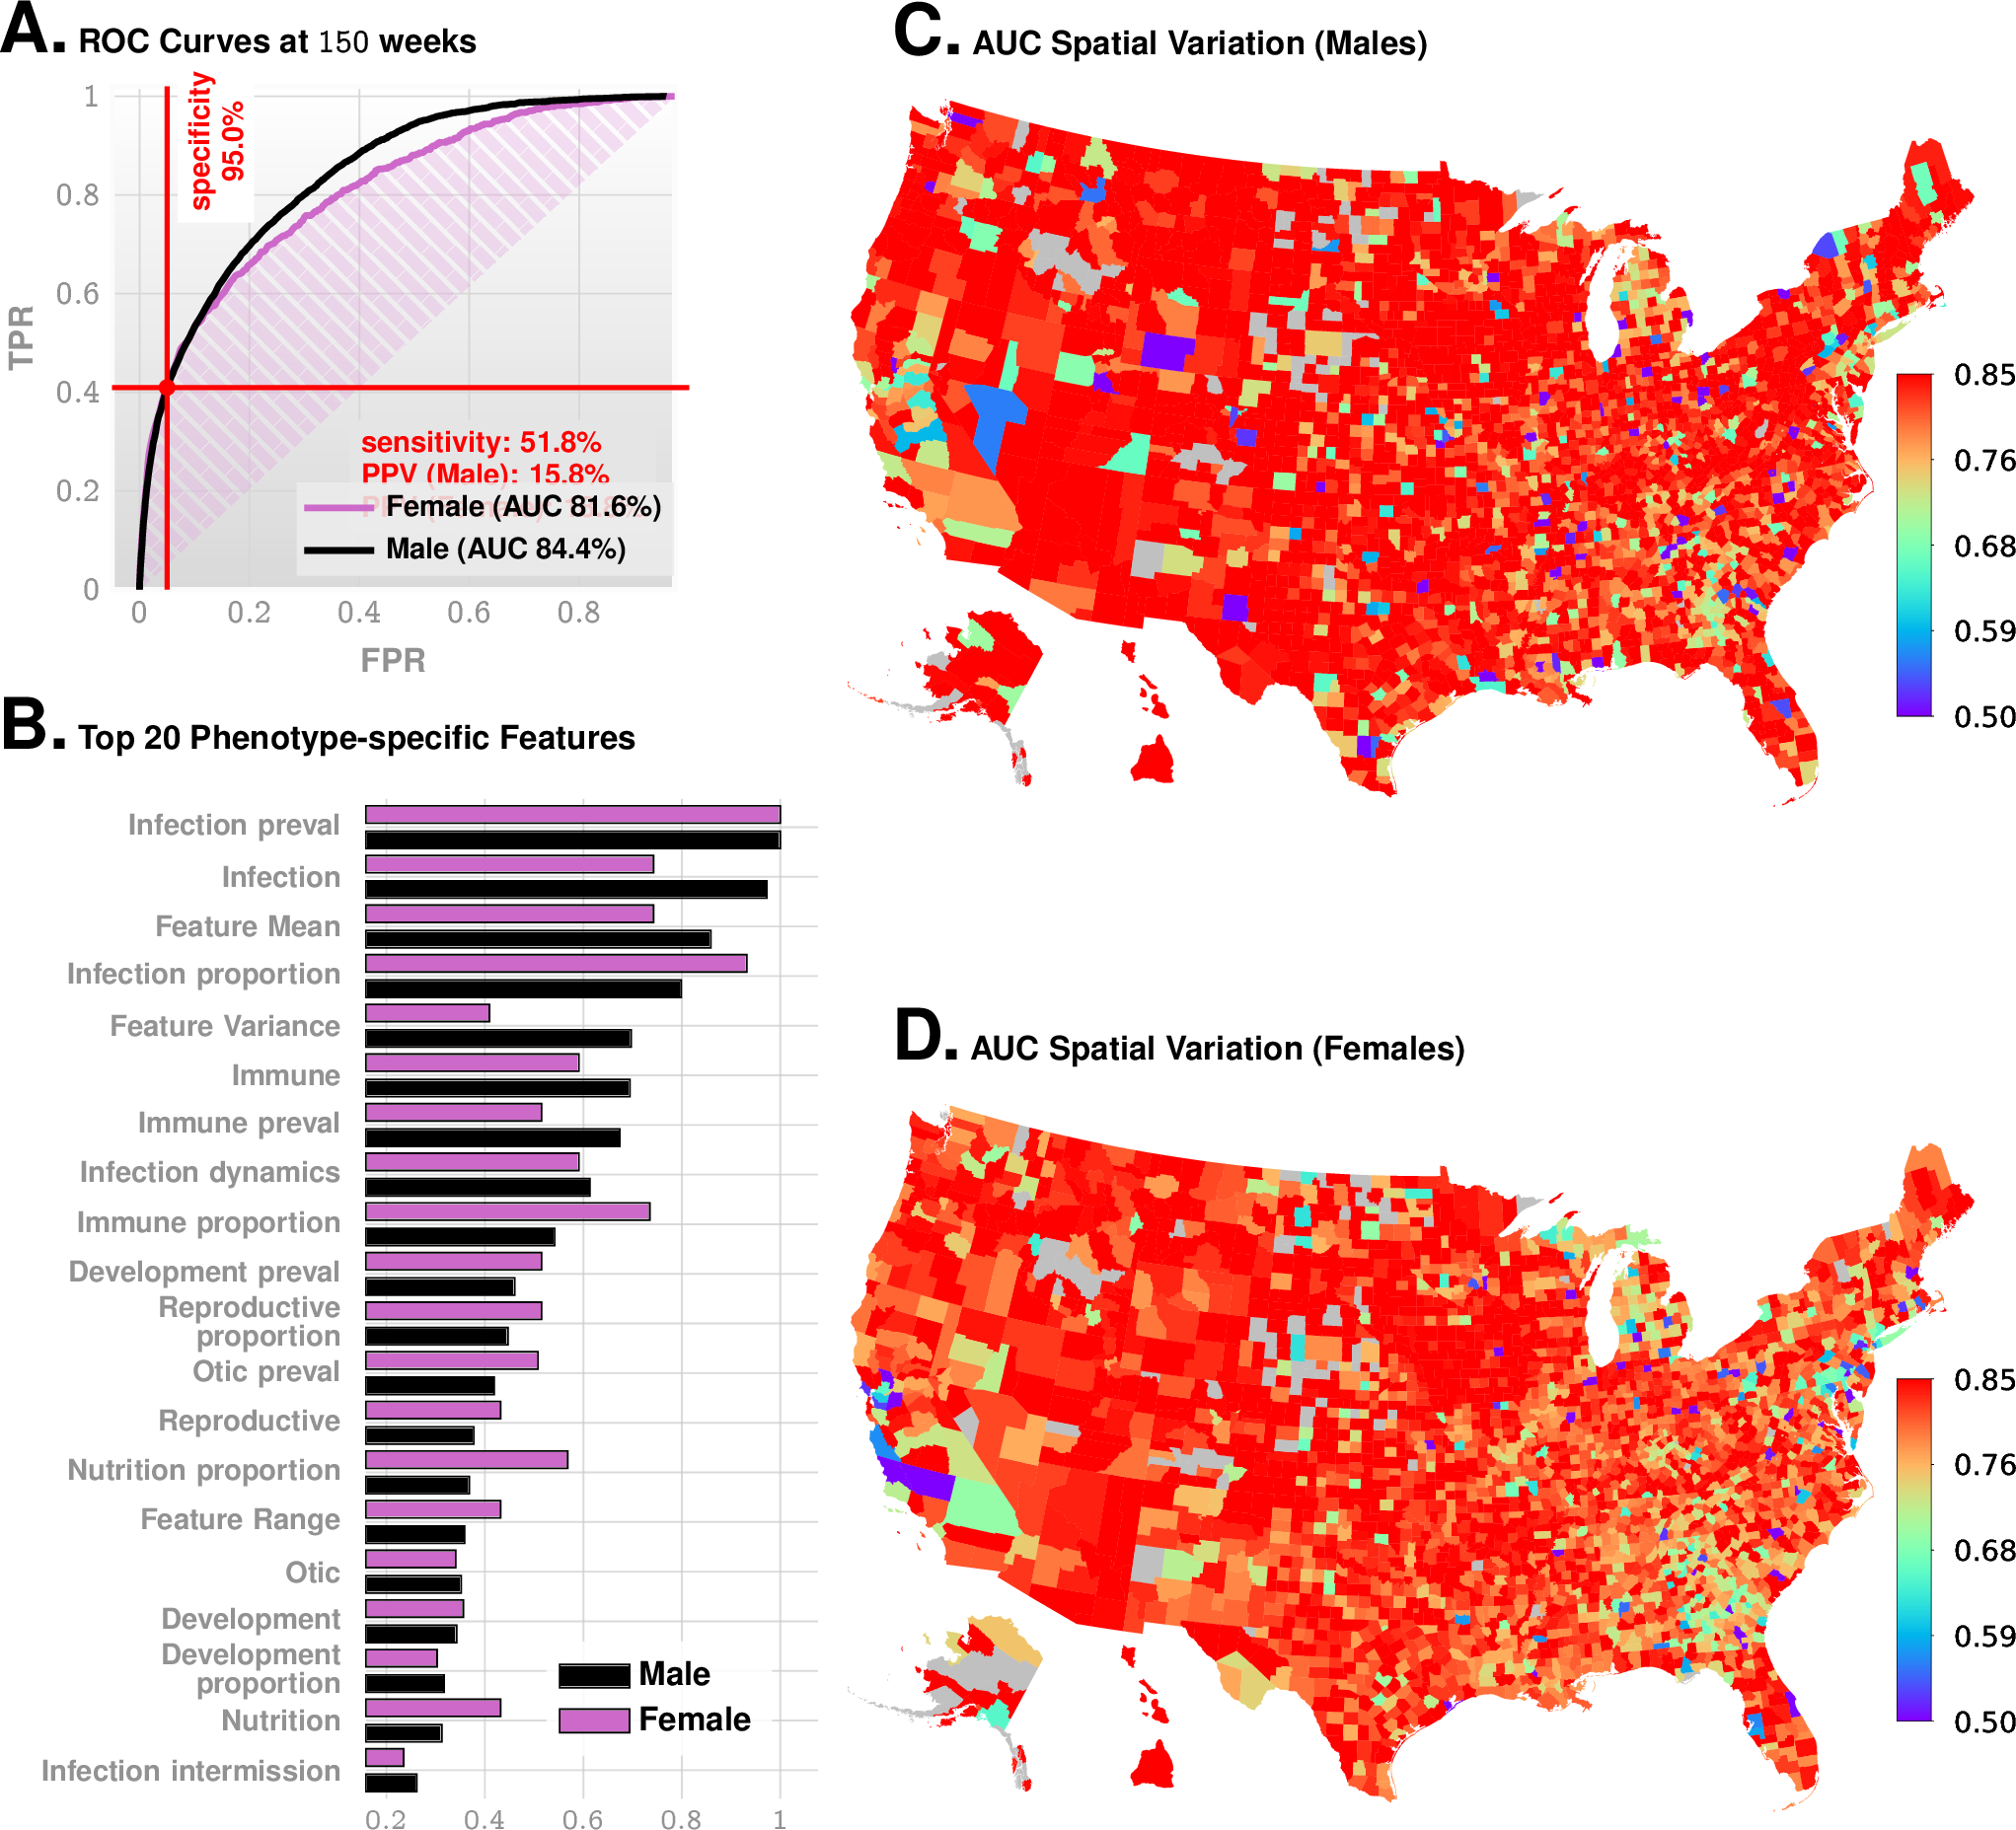 A. ROC Curves at 150 weeks
specificity
95.0%
1
0.8
0.6
0.4
0.2
0
TPR
sensitivity: 51.8%
PPV (Male): 15.8%
Female (AUC 81.6%)
Male (AUC 84.4%)
0 0.2 0.4 0.6 0.8
FPR
B. Top 20 Phenotype-specific Features
Infection preval
Infection
Feature Mean
Infection proportion
Feature Variance
Immune
Immune preval
Infection dynamics
Immune proportion
Development preval
Reproductive
proportion
Otic preval
Reproductive
Nutrition proportion
Feature Range
Otic
Development
Development
proportion
Nutrition
Infection intermission
Male
Female
0.2 0.4 0.6 0.8 1
C. AUC Spatial Variation (Males)
0.85
0.76
0.68
0.59
0.50
D. AUC Spatial Variation (Females)
0.85
0.76
0.68
0.59
0.50